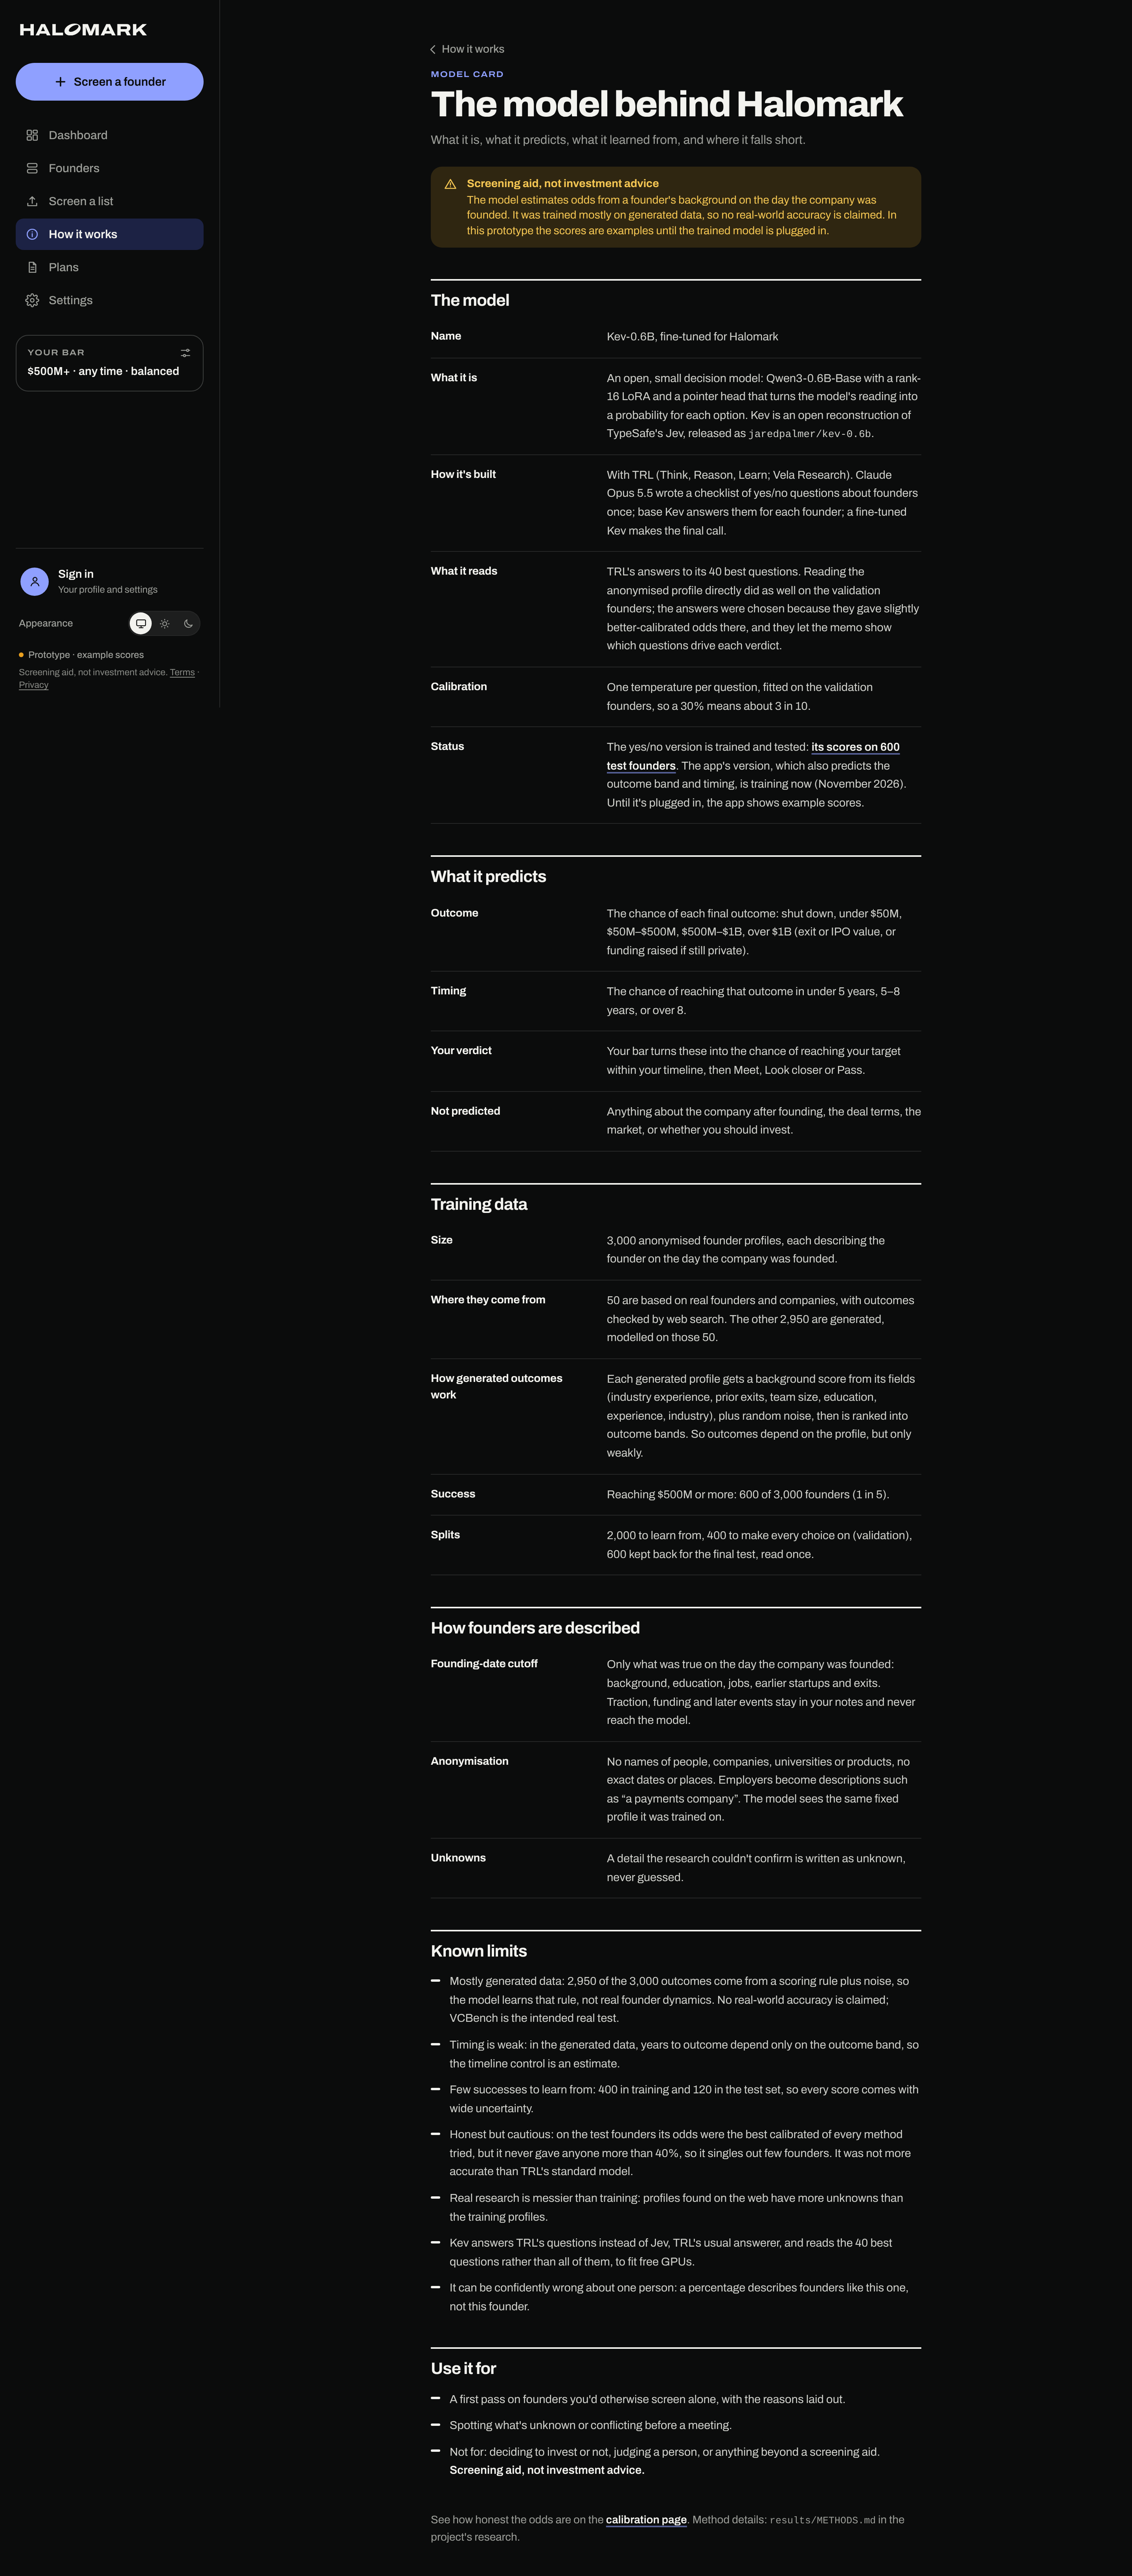 HALOMARK
Screen a founder
Dashboard
Founders
Screen a list
How it works
Plans
Settings
YOUR BAR
$500M+ · any time · balanced
Sign in
Your profile and settings
Appearance
Prototype · example scores
Screening aid, not investment advice. Terms ·
Privacy
How it works
MODEL CARD
The model behind Halomark
What it is, what it predicts, what it learned from, and where it falls short.
Screening aid, not investment advice
The model estimates odds from a founder's background on the day the company was
founded. It was trained mostly on generated data, so no real-world accuracy is claimed. In
this prototype the scores are examples until the trained model is plugged in.
The model
Name
Kev-0.6B, fine-tuned for Halomark
What it is
An open, small decision model: Qwen3-0.6B-Base with a rank-
16 LoRA and a pointer head that turns the model's reading into
a probability for each option. Kev is an open reconstruction of
TypeSafe's Jev, released as jaredpalmer/kev-0.6b.
How it's built
With TRL (Think, Reason, Learn; Vela Research). Claude
Opus 5.5 wrote a checklist of yes/no questions about founders
once; base Kev answers them for each founder; a fine-tuned
Kev makes the final call.
What it reads
TRL's answers to its 40 best questions. Reading the
anonymised profile directly did as well on the validation
founders; the answers were chosen because they gave slightly
better-calibrated odds there, and they let the memo show
which questions drive each verdict.
Calibration
One temperature per question, fitted on the validation
founders, so a 30% means about 3 in 10.
Status
The yes/no version is trained and tested: its scores on 600
test founders. The app's version, which also predicts the
outcome band and timing, is training now (November 2026).
Until it's plugged in, the app shows example scores.
What it predicts
Outcome
The chance of each final outcome: shut down, under $50M,
$50M–$500M, $500M–$1B, over $1B (exit or IPO value, or
funding raised if still private).
Timing
The chance of reaching that outcome in under 5 years, 5–8
years, or over 8.
Your verdict
Your bar turns these into the chance of reaching your target
within your timeline, then Meet, Look closer or Pass.
Not predicted
Anything about the company after founding, the deal terms, the
market, or whether you should invest.
Training data
Size
3,000 anonymised founder profiles, each describing the
founder on the day the company was founded.
Where they come from
50 are based on real founders and companies, with outcomes
checked by web search. The other 2,950 are generated,
modelled on those 50.
How generated outcomes
work
Each generated profile gets a background score from its fields
(industry experience, prior exits, team size, education,
experience, industry), plus random noise, then is ranked into
outcome bands. So outcomes depend on the profile, but only
weakly.
Success
Reaching $500M or more: 600 of 3,000 founders (1 in 5).
Splits
2,000 to learn from, 400 to make every choice on (validation),
600 kept back for the final test, read once.
How founders are described
Founding-date cutoff
Only what was true on the day the company was founded:
background, education, jobs, earlier startups and exits.
Traction, funding and later events stay in your notes and never
reach the model.
Anonymisation
No names of people, companies, universities or products, no
exact dates or places. Employers become descriptions such
as “a payments company”. The model sees the same fixed
profile it was trained on.
Unknowns
A detail the research couldn't confirm is written as unknown,
never guessed.
Known limits
Mostly generated data: 2,950 of the 3,000 outcomes come from a scoring rule plus noise, so
the model learns that rule, not real founder dynamics. No real-world accuracy is claimed;
VCBench is the intended real test.
Timing is weak: in the generated data, years to outcome depend only on the outcome band, so
the timeline control is an estimate.
Few successes to learn from: 400 in training and 120 in the test set, so every score comes with
wide uncertainty.
Honest but cautious: on the test founders its odds were the best calibrated of every method
tried, but it never gave anyone more than 40%, so it singles out few founders. It was not more
accurate than TRL's standard model.
Real research is messier than training: profiles found on the web have more unknowns than
the training profiles.
Kev answers TRL's questions instead of Jev, TRL's usual answerer, and reads the 40 best
questions rather than all of them, to fit free GPUs.
It can be confidently wrong about one person: a percentage describes founders like this one,
not this founder.
Use it for
A first pass on founders you'd otherwise screen alone, with the reasons laid out.
Spotting what's unknown or conflicting before a meeting.
Not for: deciding to invest or not, judging a person, or anything beyond a screening aid.
Screening aid, not investment advice.
See how honest the odds are on the calibration page. Method details: results/METHODS.md in the
project's research.